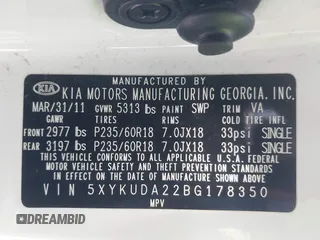 MANUFACTURED BY
KIA KIA MOTORS MANUFACTURING GEORGIA, INC.
MAR/31/11 GVWR 5313 lbs PAINT SWP TRIM VA
GAWR TIRES RIMS COLD TIRE INFL
FRONT 2977 lbs P235/60R18 7.0JX18 33psi SINGLE
REAR 3197 lbs P235/60R18 7.0JX18 33psi SINGLE
THIS VEHICLE CONFORMS TO ALL APPLICABLE FEDERAL
MOTOR VEHICLE SAFETY AND THEFT PREVENTION
STANDARDS IN EFFECT ON THE DATE OF MANUFACTURE SHOWN ABOVE.
VIN 5XYKUDA22BG178350
MPV
DREAMBID